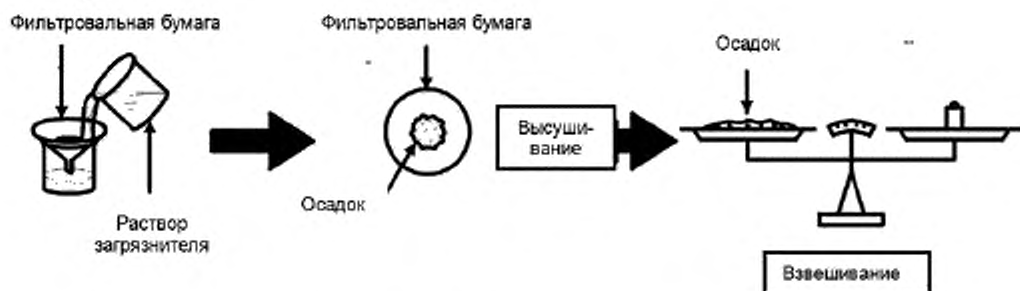 Фильтровальная бумага
Раствор
загрязнителя
Фильтровальная бумага
Осадок
Высуши-
вание
Осадок
Взвешивание